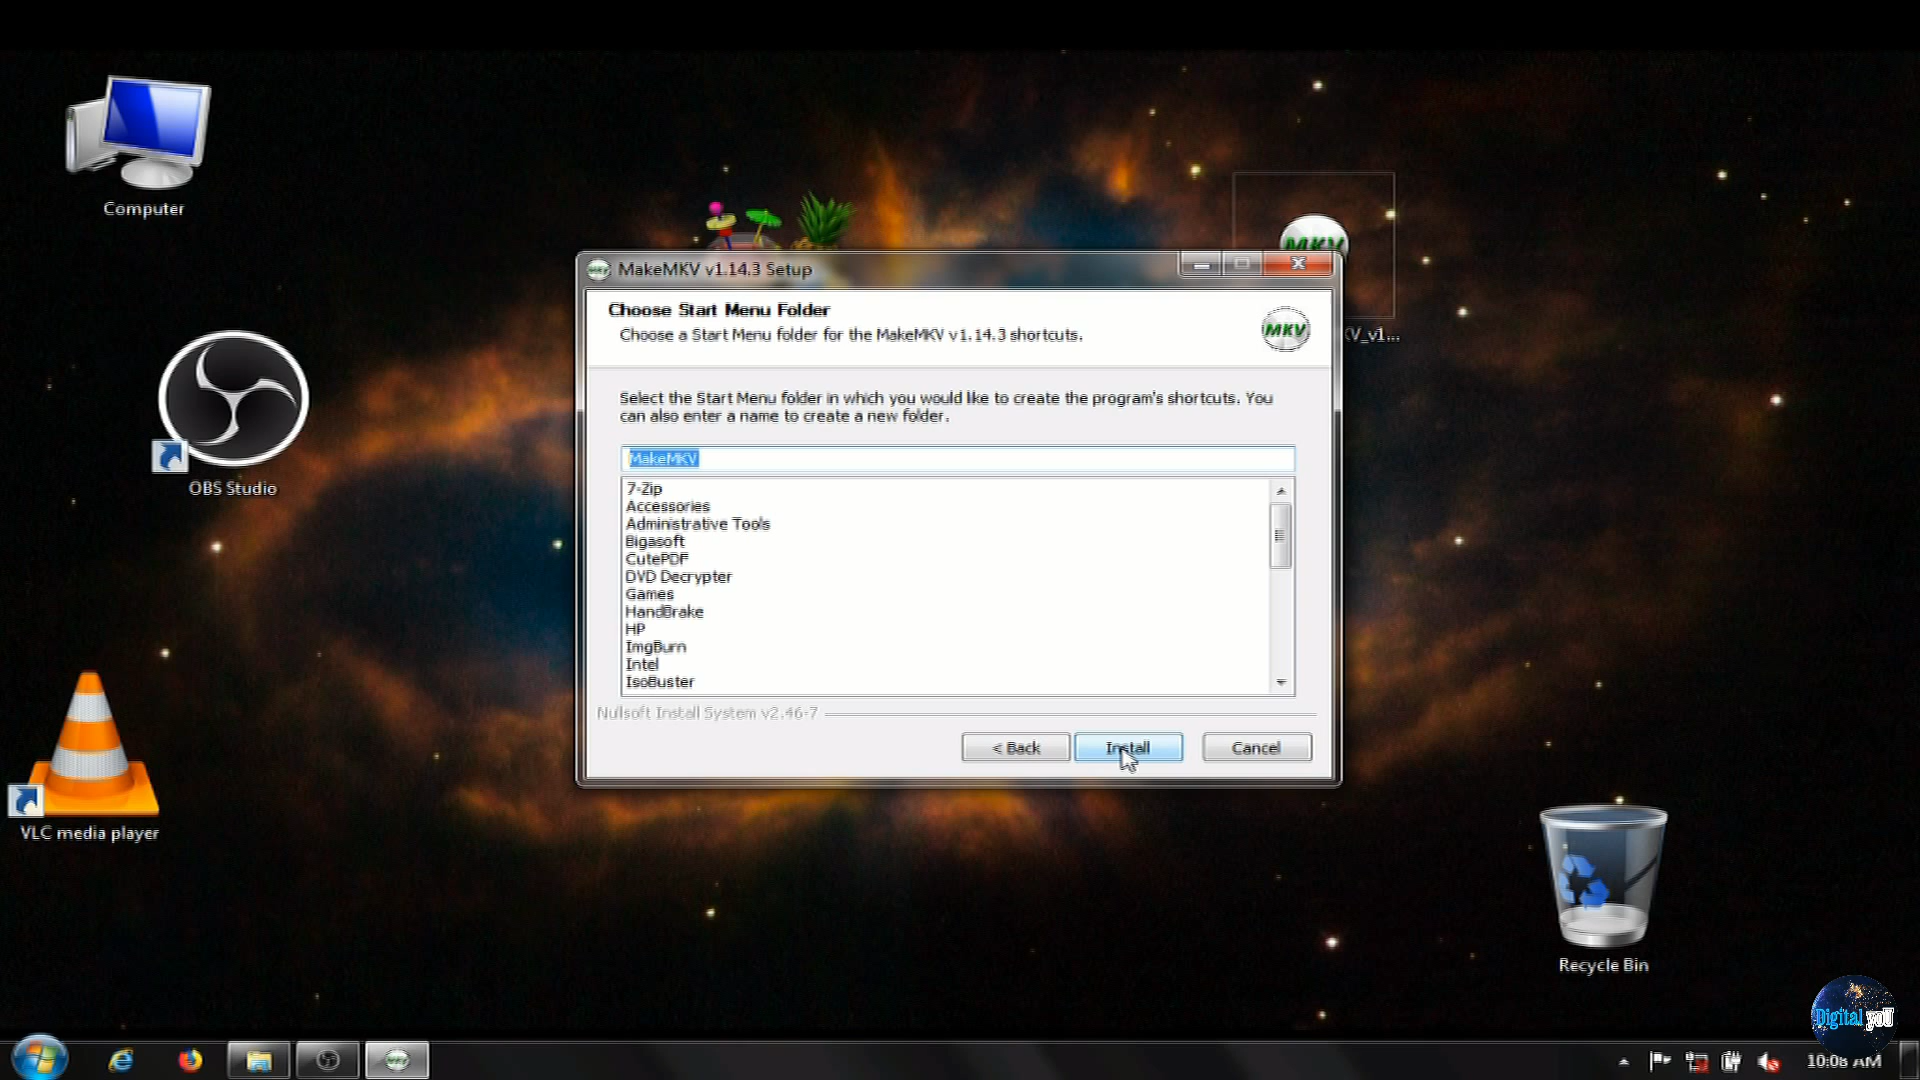 Computer
OBS Studio
VLC media player
MKV
KV_v1...
MakeMKV v1.14.3 Setup
Choose Start Menu Folder
Choose a Start Menu folder for the MakeMKV v1.14.3 shortcuts.
MKV
Select the Start Menu folder in which you would like to create the program's shortcuts. You
can also enter a name to create a new folder.
MakeMKV
7-Zip
Accessories
Administrative Tools
Bigasoft
CutePDF
DVD Decrypter
Games
HandBrake
HP
ImgBurn
Intel
IsoBuster
Nullsoft Install System v2.46-7
< Back
Install
Cancel
Recycle Bin
Digital yoU
10:08 AM